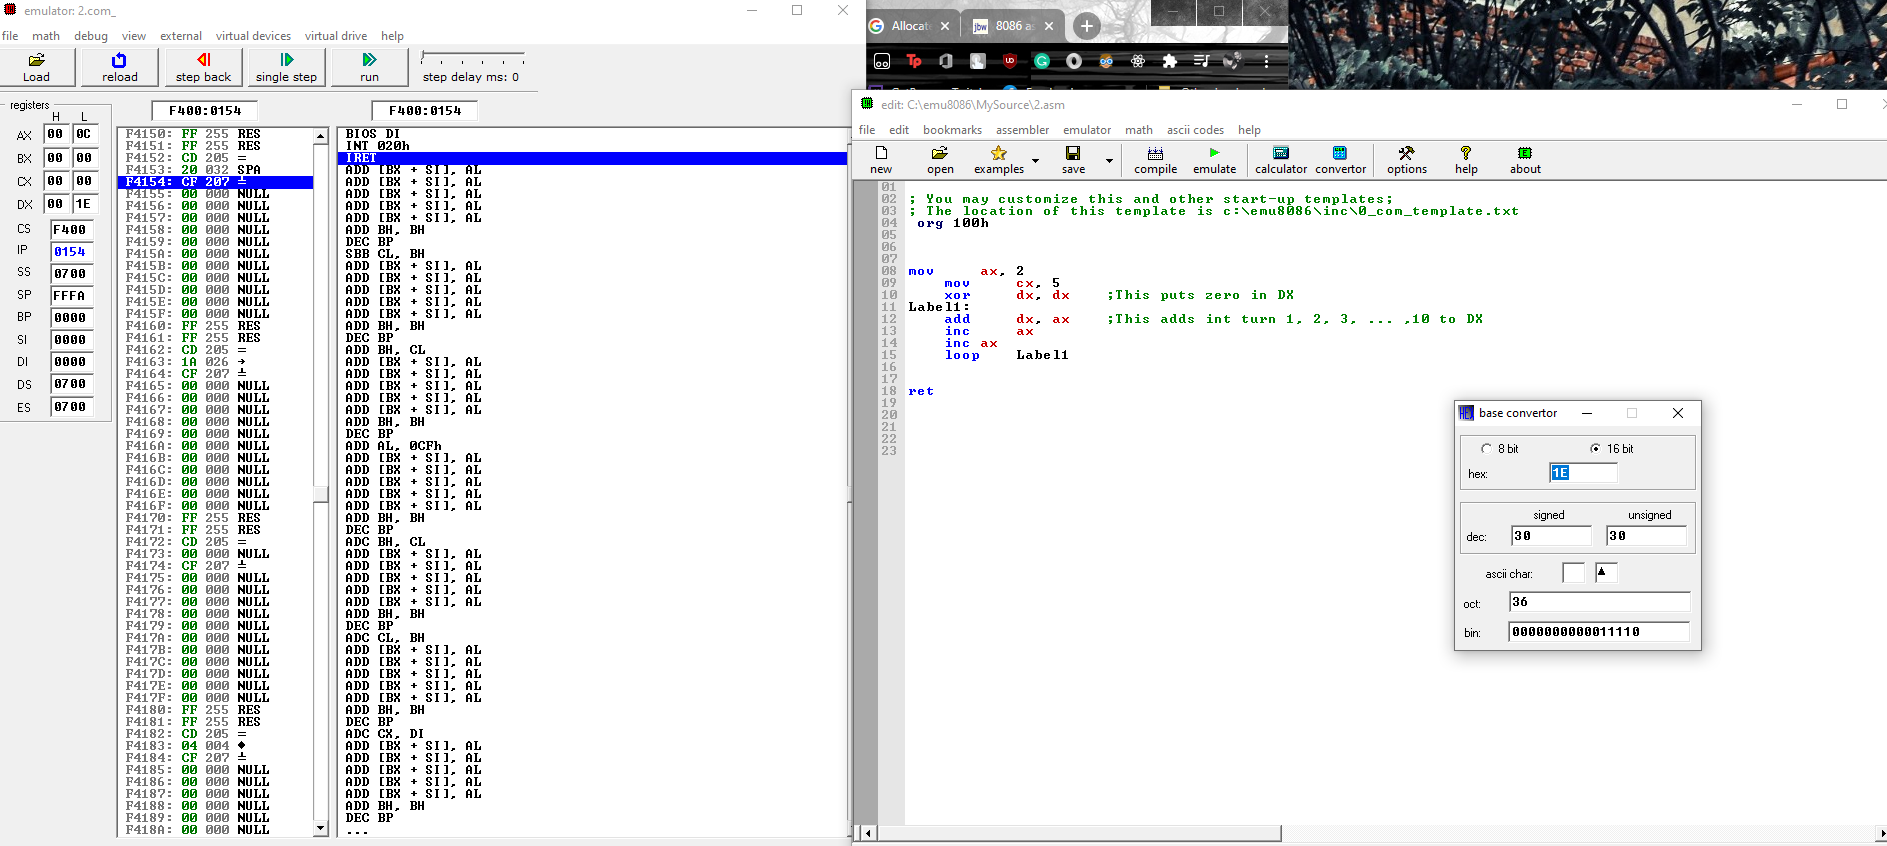 emulator: 2.com_
file math debug view external virtual devices virtual drive help
Load reload step back single step run step delay ms: 0
registers F400:0154 F400:0154
H L
AX 00 0C
BX 00 00
CX 00 00
DX 00 1E
CS F400
IP 0154
SS 0700
SP FFFA
BP 0000
SI 0000
DI 0000
DS 0700
ES 0700
F4150: FF 255 RES
F4151: FF 255 RES
F4152: CD 205 =
F4153: 20 032 SPA
F4154: CF 207 ╧
F4155: 00 000 NULL
F4156: 00 000 NULL
F4157: 00 000 NULL
F4158: 00 000 NULL
F4159: 00 000 NULL
F415A: 00 000 NULL
F415B: 00 000 NULL
F415C: 00 000 NULL
F415D: 00 000 NULL
F415E: 00 000 NULL
F415F: 00 000 NULL
F4160: FF 255 RES
F4161: FF 255 RES
F4162: CD 205 =
F4163: 1A 026 →
F4164: CF 207 ╧
F4165: 00 000 NULL
F4166: 00 000 NULL
F4167: 00 000 NULL
F4168: 00 000 NULL
F4169: 00 000 NULL
F416A: 00 000 NULL
F416B: 00 000 NULL
F416C: 00 000 NULL
F416D: 00 000 NULL
F416E: 00 000 NULL
F416F: 00 000 NULL
F4170: FF 255 RES
F4171: FF 255 RES
F4172: CD 205 =
F4173: 00 000 NULL
F4174: CF 207 ╧
F4175: 00 000 NULL
F4176: 00 000 NULL
F4177: 00 000 NULL
F4178: 00 000 NULL
F4179: 00 000 NULL
F417A: 00 000 NULL
F417B: 00 000 NULL
F417C: 00 000 NULL
F417D: 00 000 NULL
F417E: 00 000 NULL
F417F: 00 000 NULL
F4180: FF 255 RES
F4181: FF 255 RES
F4182: CD 205 =
F4183: 04 004 ♦
F4184: CF 207 ╧
F4185: 00 000 NULL
F4186: 00 000 NULL
F4187: 00 000 NULL
F4188: 00 000 NULL
F4189: 00 000 NULL
F418A: 00 000 NULL
BIOS DI
INT 020h
IRET
ADD [BX + SI], AL
ADD [BX + SI], AL
ADD [BX + SI], AL
ADD [BX + SI], AL
ADD [BX + SI], AL
ADD BH, BH
DEC BP
SBB CL, BH
ADD [BX + SI], AL
ADD [BX + SI], AL
ADD [BX + SI], AL
ADD [BX + SI], AL
ADD [BX + SI], AL
ADD BH, BH
DEC BP
ADD BH, CL
ADD [BX + SI], AL
ADD [BX + SI], AL
ADD [BX + SI], AL
ADD [BX + SI], AL
ADD [BX + SI], AL
ADD BH, BH
DEC BP
ADD AL, 0CFh
ADD [BX + SI], AL
ADD [BX + SI], AL
ADD [BX + SI], AL
ADD [BX + SI], AL
ADD [BX + SI], AL
ADD BH, BH
DEC BP
ADC BH, CL
ADD [BX + SI], AL
ADD [BX + SI], AL
ADD [BX + SI], AL
ADD [BX + SI], AL
ADD [BX + SI], AL
ADD BH, BH
DEC BP
ADC CL, BH
ADD [BX + SI], AL
ADD [BX + SI], AL
ADD [BX + SI], AL
ADD [BX + SI], AL
ADD [BX + SI], AL
ADD BH, BH
DEC BP
ADC CX, DI
ADD [BX + SI], AL
ADD [BX + SI], AL
ADD [BX + SI], AL
ADD [BX + SI], AL
ADD [BX + SI], AL
ADD BH, BH
DEC BP
...
Allocat 8086 as
edit: C:\emu8086\MySource\2.asm
file edit bookmarks assembler emulator math ascii codes help
new open examples save compile emulate calculator convertor options help about
01
02 ; You may customize this and other start-up templates;
03 ; The location of this template is c:\emu8086\inc\0_com_template.txt
04 org 100h
05
06
07
08 mov ax, 2
09 mov cx, 5
10 xor dx, dx ;This puts zero in DX
11 Label1:
12 add dx, ax ;This adds int turn 1, 2, 3, ... ,10 to DX
13 inc ax
14 inc ax
15 loop Label1
16
17
18 ret
19
20
21
22
23
base convertor
8 bit 16 bit
hex: 1E
signed unsigned
dec: 30 30
ascii char: ▲
oct: 36
bin: 0000000000011110